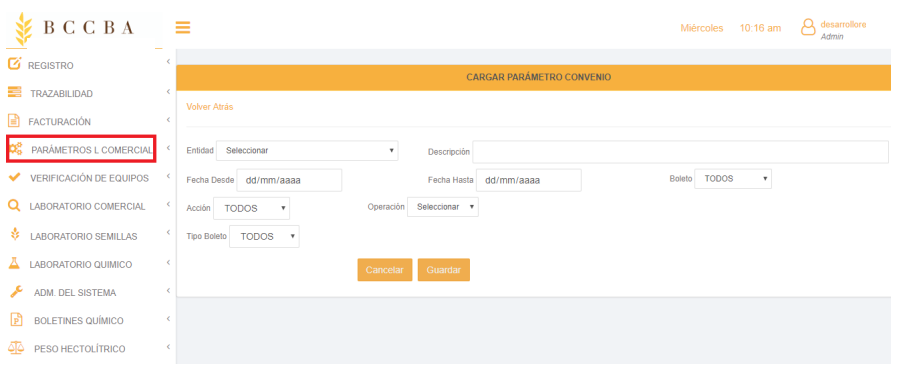 BCCBA
Miércoles 10:16 am desarrollore
Admin
REGISTRO
TRAZABILIDAD
FACTURACIÓN
PARÁMETROS L COMERCIAL
VERIFICACIÓN DE EQUIPOS
LABORATORIO COMERCIAL
LABORATORIO SEMILLAS
LABORATORIO QUIMICO
ADM. DEL SISTEMA
BOLETINES QUÍMICO
PESO HECTOLÍTRICO
CARGAR PARÁMETRO CONVENIO
Volver Atrás
Entidad Seleccionar Descripción
Fecha Desde dd/mm/aaaa Fecha Hasta dd/mm/aaaa Boleto TODOS
Acción TODOS Operación Seleccionar
Tipo Boleto TODOS
Cancelar Guardar